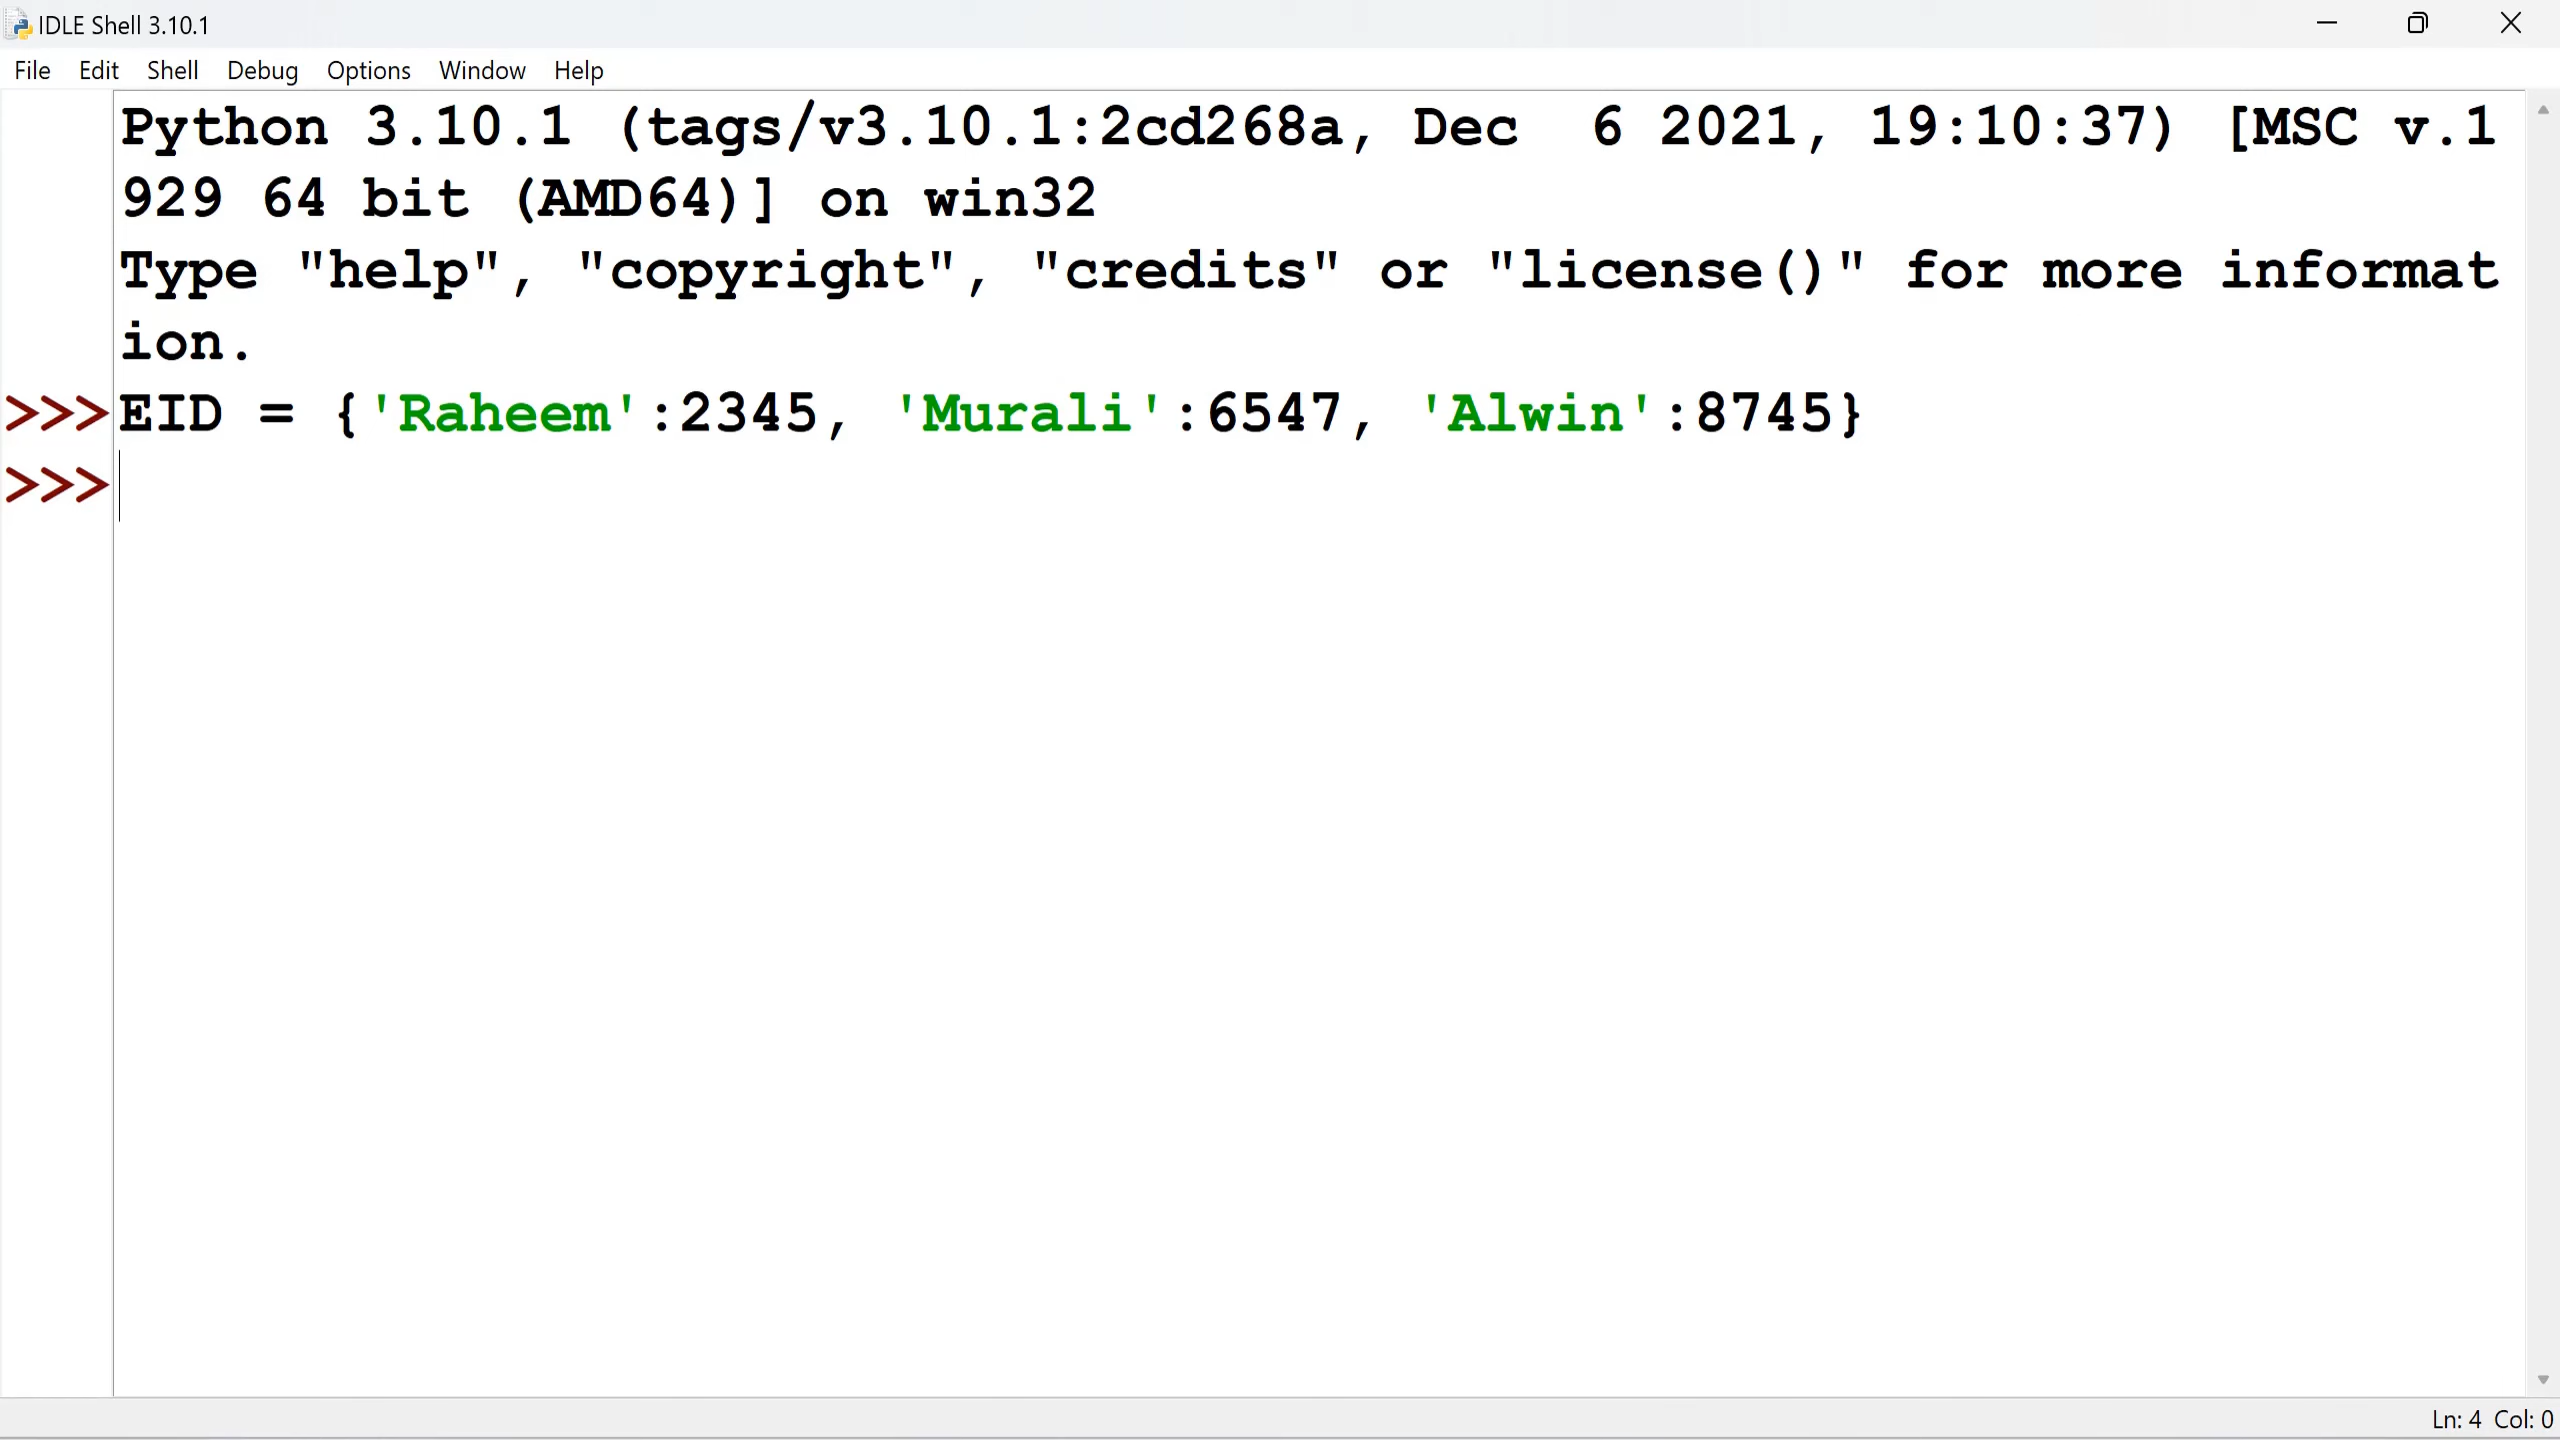 IDLE Shell 3.10.1
File Edit Shell Debug Options Window Help
Python 3.10.1 (tags/v3.10.1:2cd268a, Dec  6 2021, 19:10:37) [MSC v.1
929 64 bit (AMD64)] on win32
Type "help", "copyright", "credits" or "license()" for more informat
ion.
>>> EID = {'Raheem':2345, 'Murali':6547, 'Alwin':8745}
>>>
Ln: 4 Col: 0